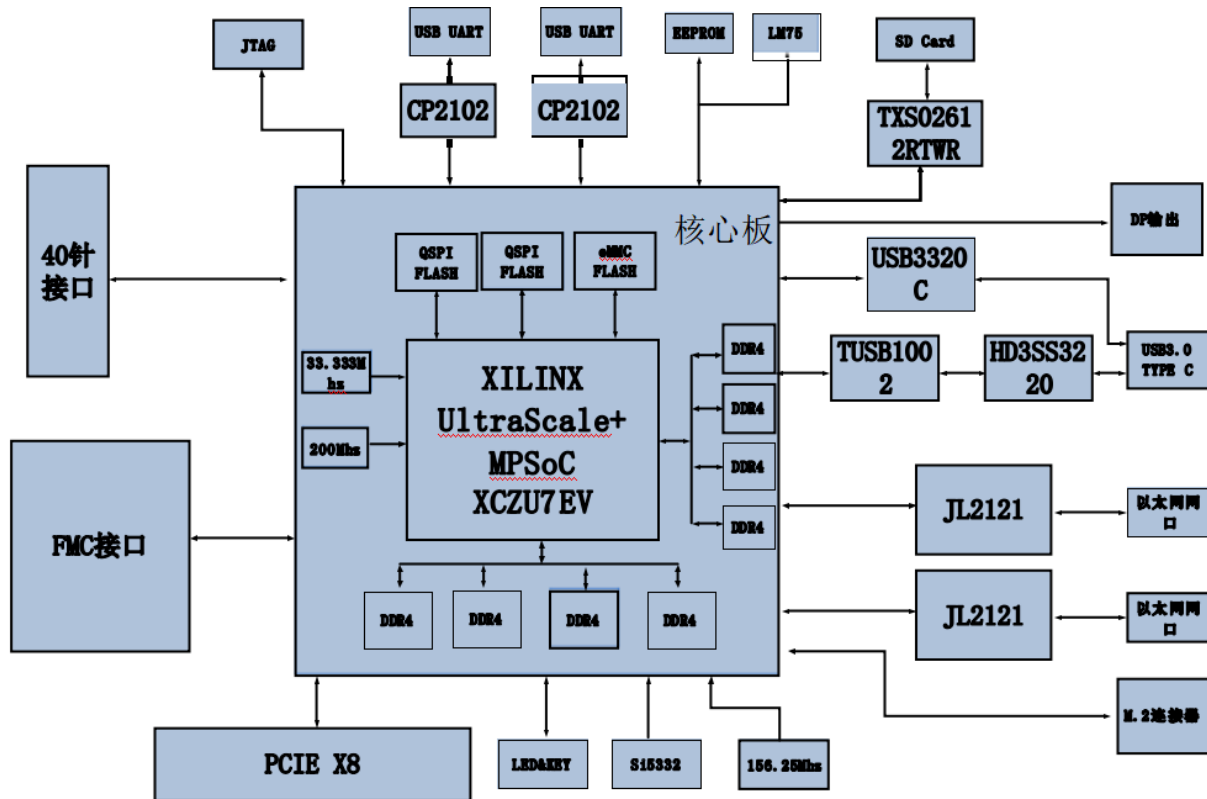 JTAG
USB UART
USB UART
EEPROM
LM75
SD Card
CP2102
CP2102
TXS0261
2RTWR
核心板
DP输出
40针
接口
QSPI
FLASH
QSPI
FLASH
eMMC
FLASH
USB3320
C
33.333M
hz
200Mhz
XILINX
UltraScale+
MPSoC
XCZU7EV
DDR4
DDR4
DDR4
DDR4
TUSB100
2
HD3SS32
20
USB3.0
TYPE C
FMC接口
JL2121
以太网网
口
JL2121
以太网网
口
DDR4
DDR4
DDR4
DDR4
M.2连接器
PCIE X8
LED&KEY
Si5332
156.25Mhz